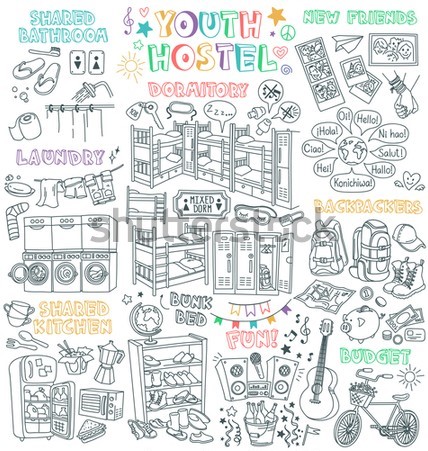 YOUTH
HOSTEL
SHARED
BATHROOM
NEW FRIENDS
DORMITORY
zzz...
Oi!
Hello!
¡Hola!
Ni hao!
Ciao!
Salut!
Hei!
Hallo!
Konichiwa!
LAUNDRY
MIXED
DORM
shutterstock
BACKPACKERS
BUNK
BED
SHARED
KITCHEN
FUN!
BUDGET